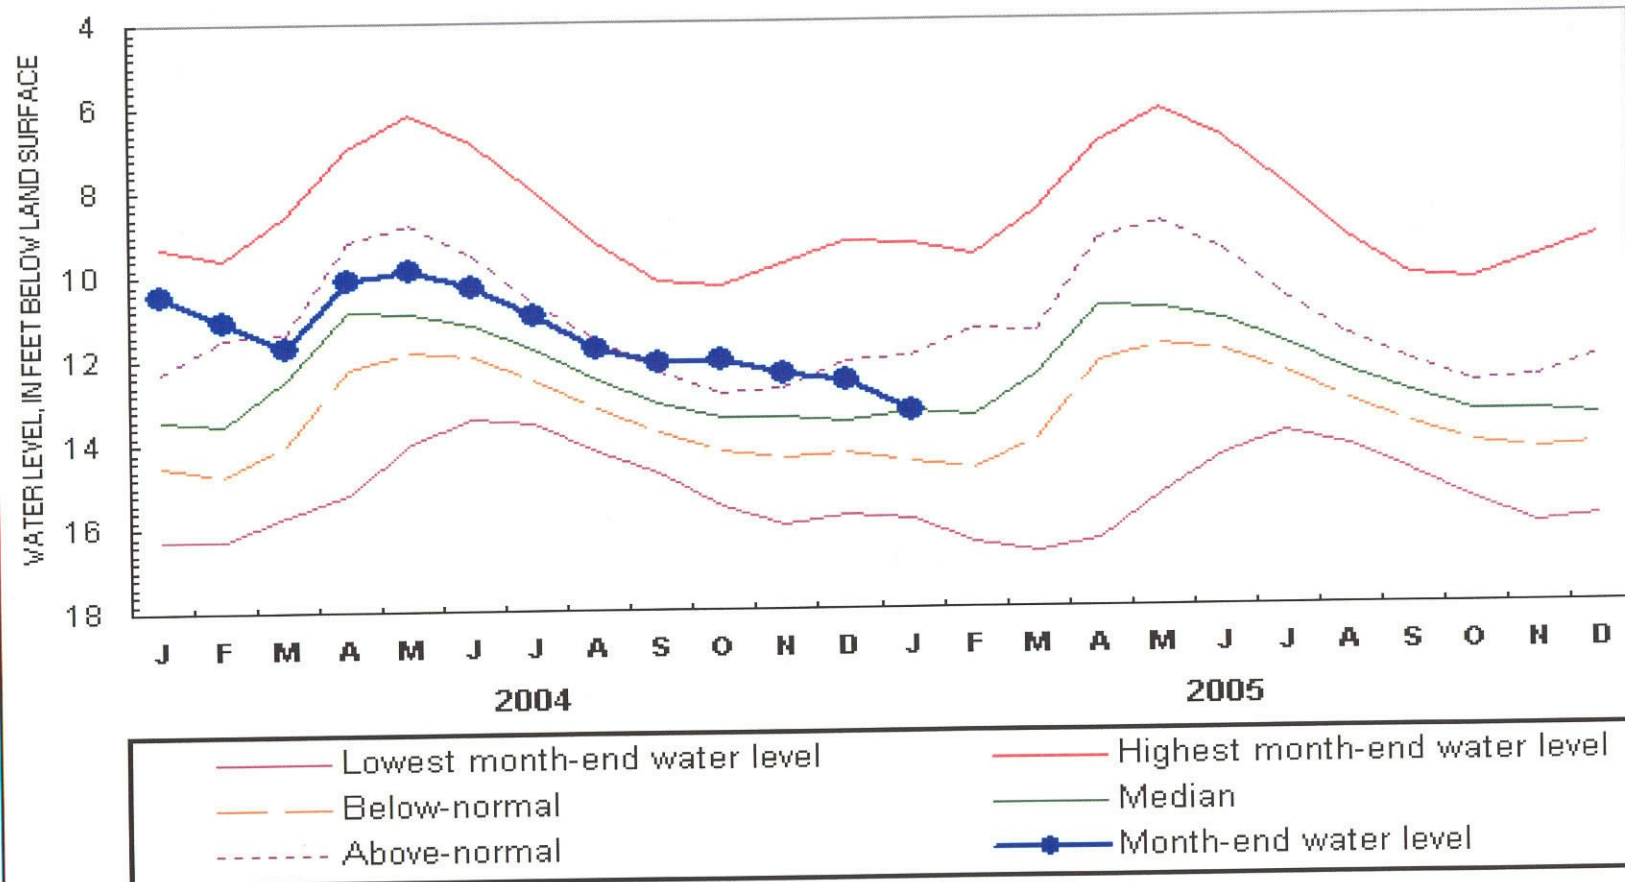 WATER LEVEL, IN FEET BELOW LAND SURFACE
4
6
8
10
12
14
16
18
J F M A M J J A S O N D J F M A M J J A S O N D
2004 2005
Lowest month-end water level Highest month-end water level
Below-normal Median
Above-normal Month-end water level